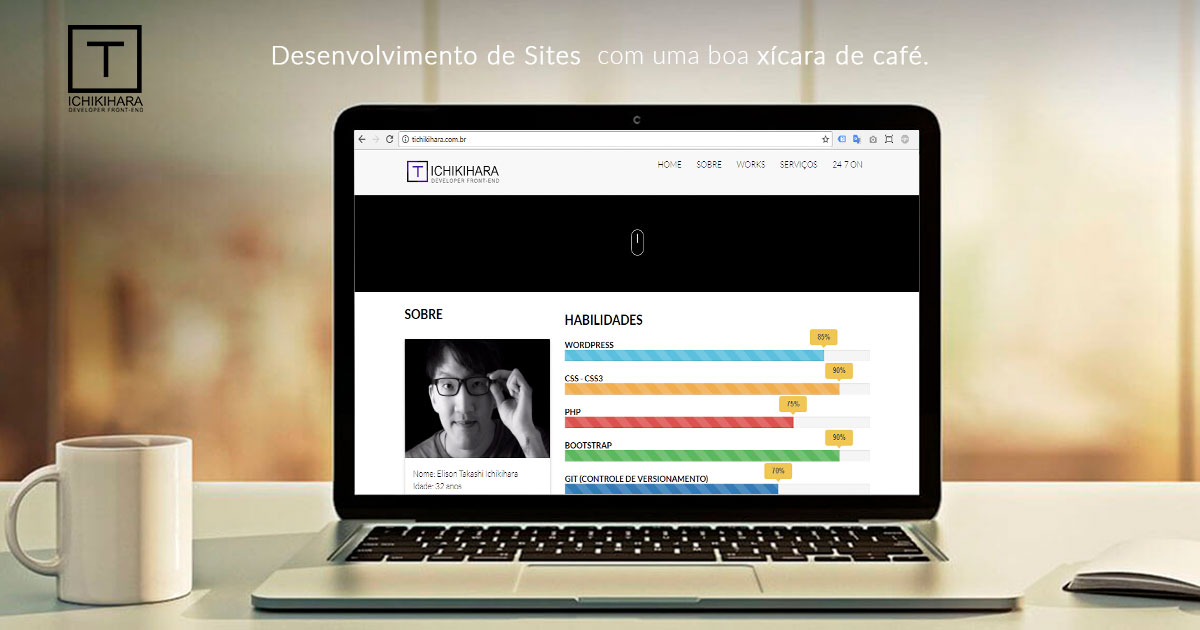 T
ICHIKIHARA
DEVELOPER FRONT-END
Desenvolvimento de Sites com uma boa xícara de café.
tichikihara.com.br
T ICHIKIHARA
DEVELOPER FRONT-END
HOME SOBRE WORKS SERVIÇOS 24 7 ON
SOBRE
Nome: Elison Takashi Ichikihara
Idade: 32 anos
HABILIDADES
85%
WORDPRESS
90%
CSS - CSS3
75%
PHP
90%
BOOTSTRAP
70%
GIT (CONTROLE DE VERSIONAMENTO)